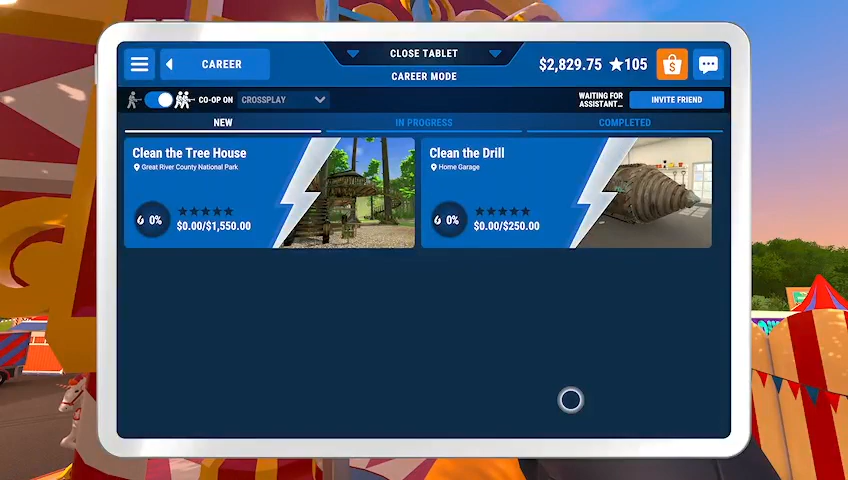 CLOSE TABLET
CAREER
CAREER MODE
$2,829.75 ★105
CO-OP ON
CROSSPLAY
WAITING FOR
ASSISTANT...
INVITE FRIEND
NEW
IN PROGRESS
COMPLETED
Clean the Tree House
Great River County National Park
0%
$0.00/$1,550.00
Clean the Drill
Home Garage
0%
$0.00/$250.00